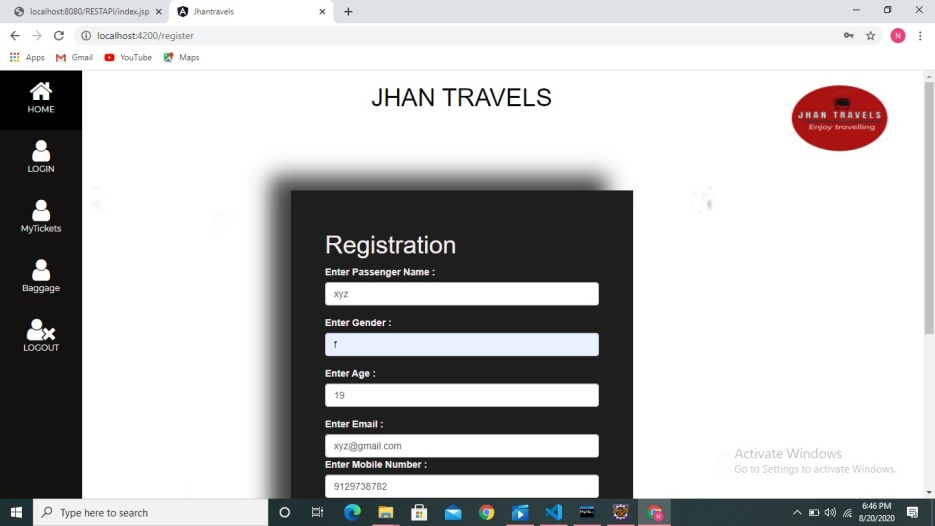 localhost:8080/RESTAPI/index.jsp
Jhantravels
localhost:4200/register
N
Apps
Gmail
YouTube
Maps
HOME
LOGIN
MyTickets
Baggage
LOGOUT
JHAN TRAVELS
JHAN TRAVELS
Enjoy travelling
Registration
Enter Passenger Name :
xyz
Enter Gender :
f
Enter Age :
19
Enter Email :
xyz@gmail.com
Enter Mobile Number :
9129738782
Activate Windows
Go to Settings to activate Windows.
Type here to search
6:46 PM
8/20/2020